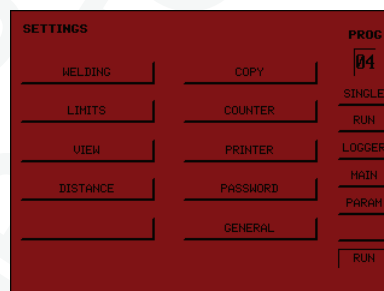 SETTINGS
WELDING
LIMITS
VIEW
DISTANCE
COPY
COUNTER
PRINTER
PASSWORD
GENERAL
PROG
04
SINGLE
RUN
LOGGER
MAIN
PARAM
RUN